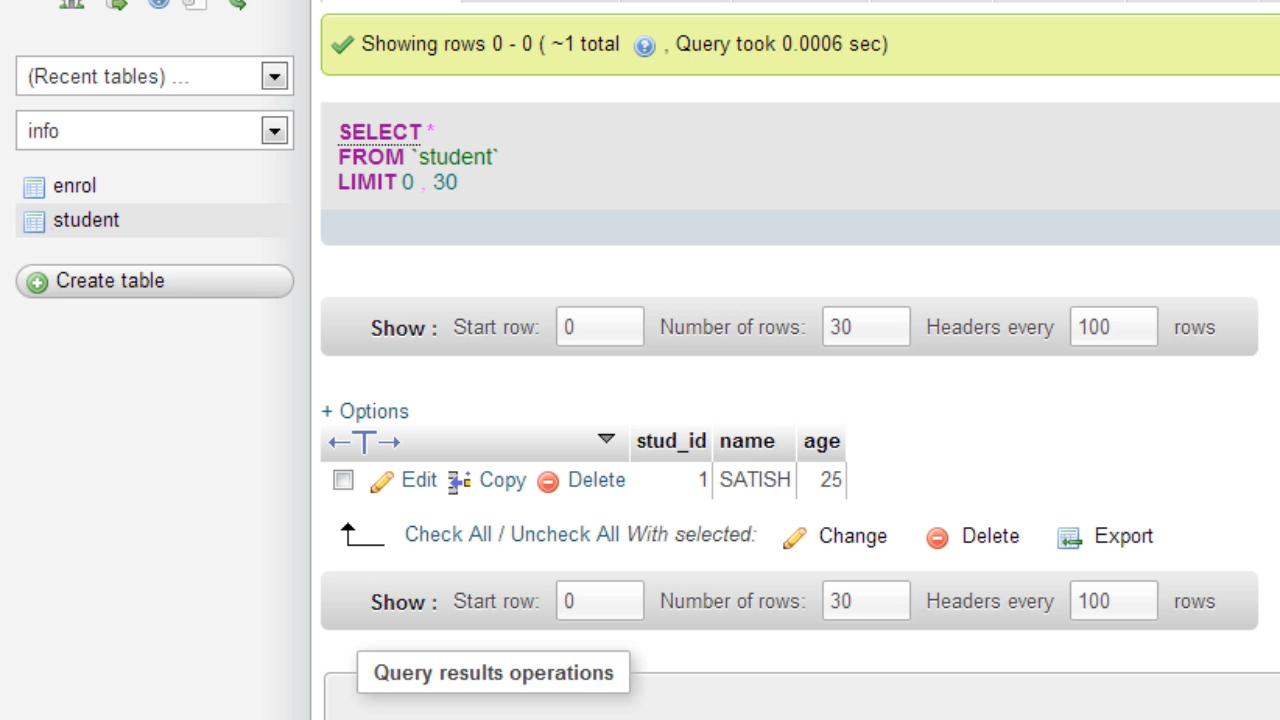 (Recent tables) ...
info
enrol
student
Create table
Showing rows 0 - 0 ( ~1 total , Query took 0.0006 sec)
SELECT *
FROM `student`
LIMIT 0 , 30
Show : Start row: 0 Number of rows: 30 Headers every 100 rows
+ Options
←T→ stud_id name age
Edit Copy Delete 1 SATISH 25
Check All / Uncheck All With selected: Change Delete Export
Show : Start row: 0 Number of rows: 30 Headers every 100 rows
Query results operations